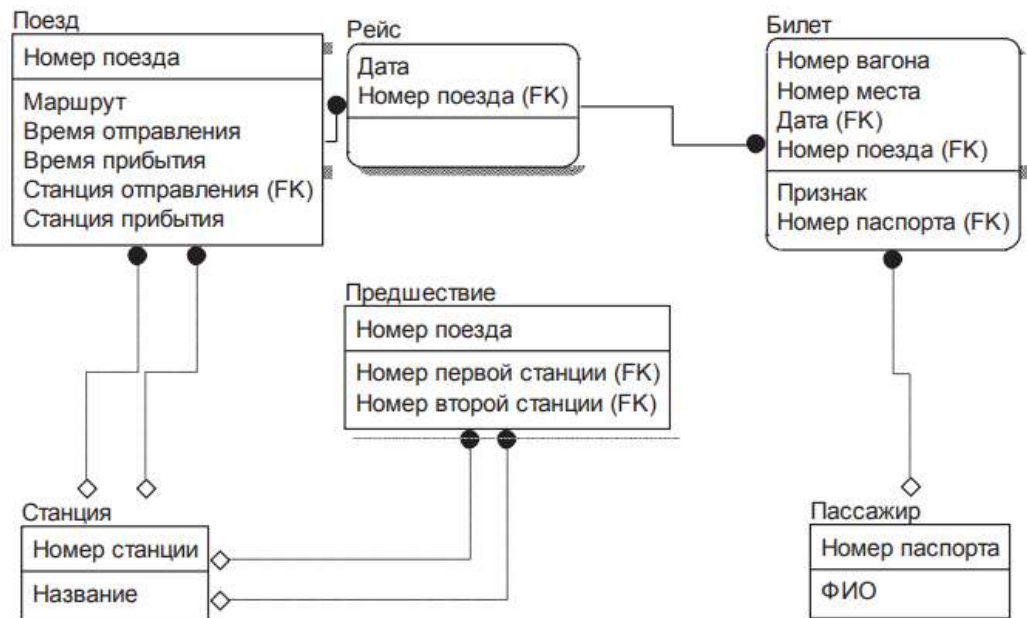 Поезд
Номер поезда
Маршрут
Время отправления
Время прибытия
Станция отправления (FK)
Станция прибытия
Рейс
Дата
Номер поезда (FK)
Билет
Номер вагона
Номер места
Дата (FK)
Номер поезда (FK)
Признак
Номер паспорта (FK)
Предшествие
Номер поезда
Номер первой станции (FK)
Номер второй станции (FK)
Станция
Номер станции
Название
Пассажир
Номер паспорта
ФИО